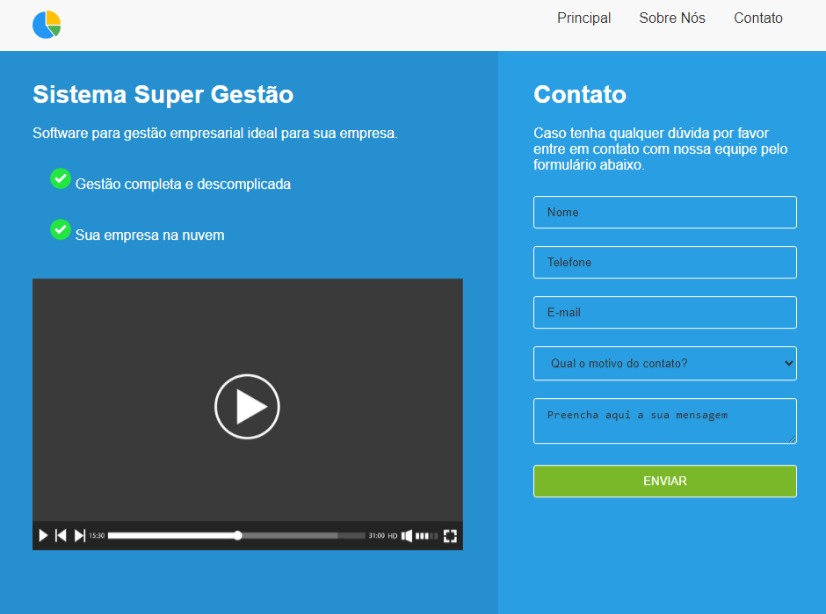 Principal
Sobre Nós
Contato
Sistema Super Gestão
Software para gestão empresarial ideal para sua empresa.
Gestão completa e descomplicada
Sua empresa na nuvem
15:30
31:00 HD
Contato
Caso tenha qualquer dúvida por favor
entre em contato com nossa equipe pelo
formulário abaixo.
Nome
Telefone
E-mail
Qual o motivo do contato?
Preencha aqui a sua mensagem
ENVIAR